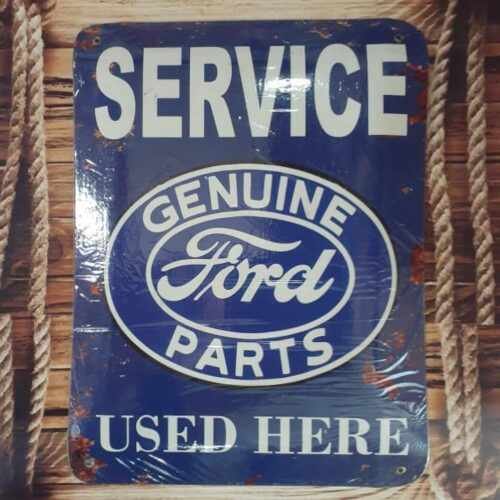 SERVICE
GENUINE
Ford
PARTS
USED HERE